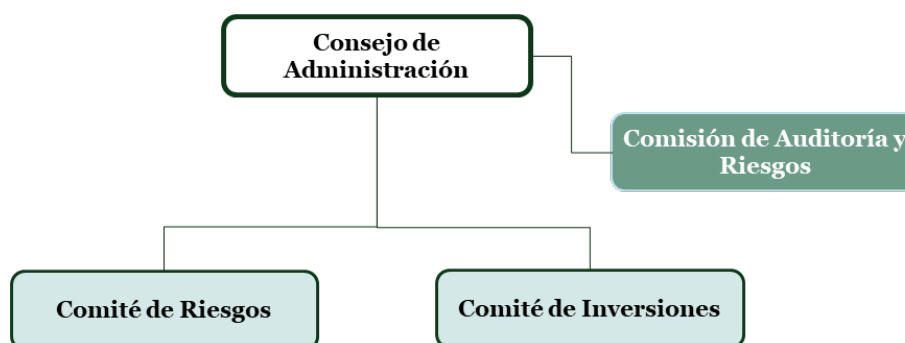 Consejo de
Administración
Comisión de Auditoría y
Riesgos
Comité de Riesgos
Comité de Inversiones